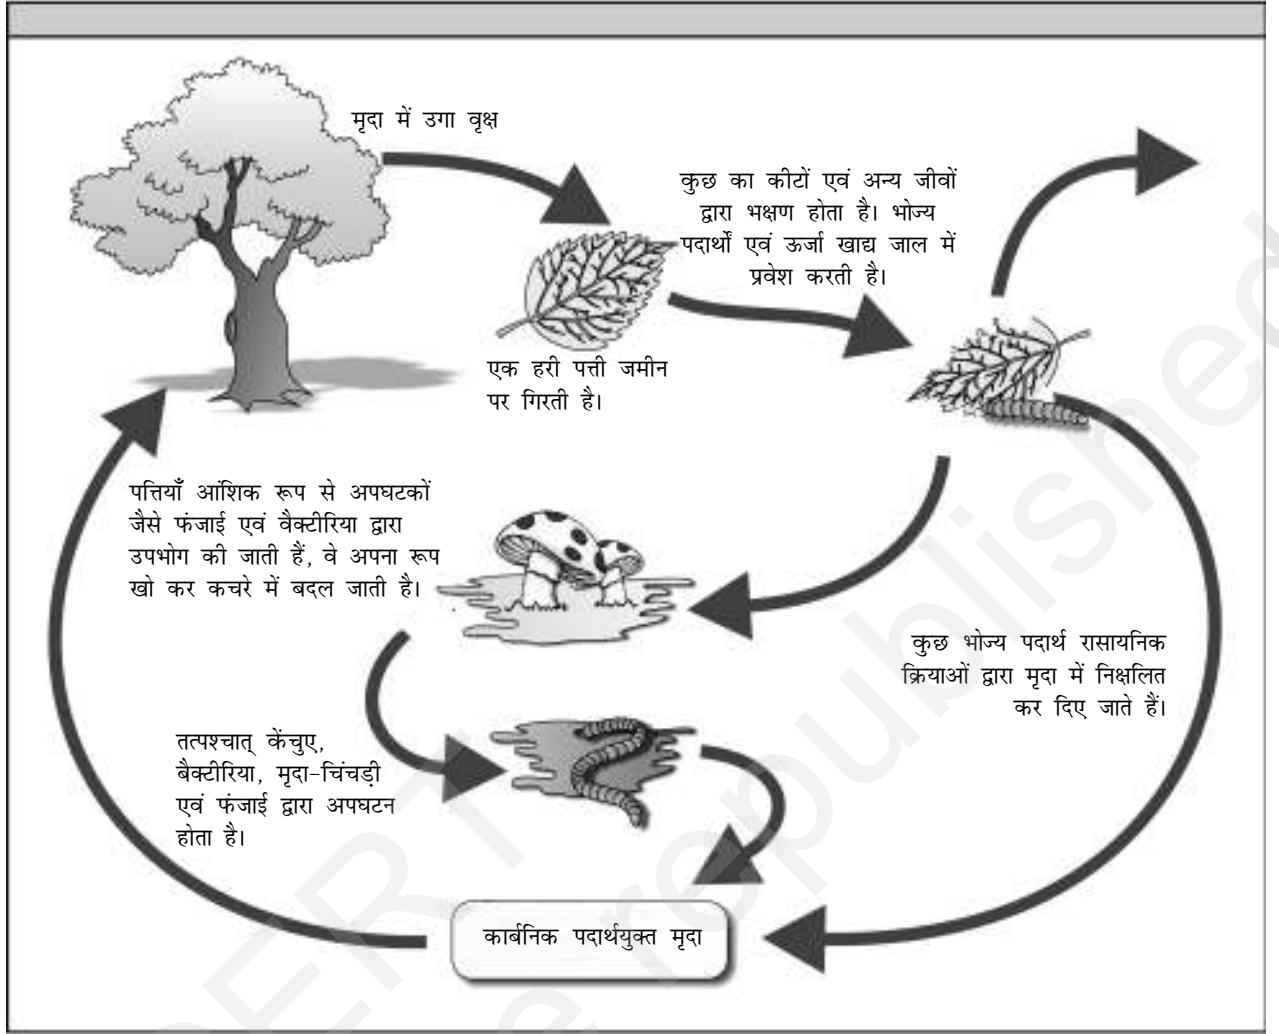 मृदा में उगा वृक्ष
कुछ का कीटों एवं अन्य जीवों
द्वारा भक्षण होता है। भोज्य
पदार्थों एवं ऊर्जा खाद्य जाल में
प्रवेश करती है।
एक हरी पत्ती जमीन
पर गिरती है।
पत्तियाँ आंशिक रूप से अपघटकों
जैसे फंजाई एवं वैक्टीरिया द्वारा
उपभोग की जाती हैं, वे अपना रूप
खो कर कचरे में बदल जाती है।
कुछ भोज्य पदार्थ रासायनिक
क्रियाओं द्वारा मृदा में निक्षलित
कर दिए जाते हैं।
तत्पश्चात् केंचुए,
बैक्टीरिया, मृदा-चिंचड़ी
एवं फंजाई द्वारा अपघटन
होता है।
कार्बनिक पदार्थयुक्त मृदा
republished